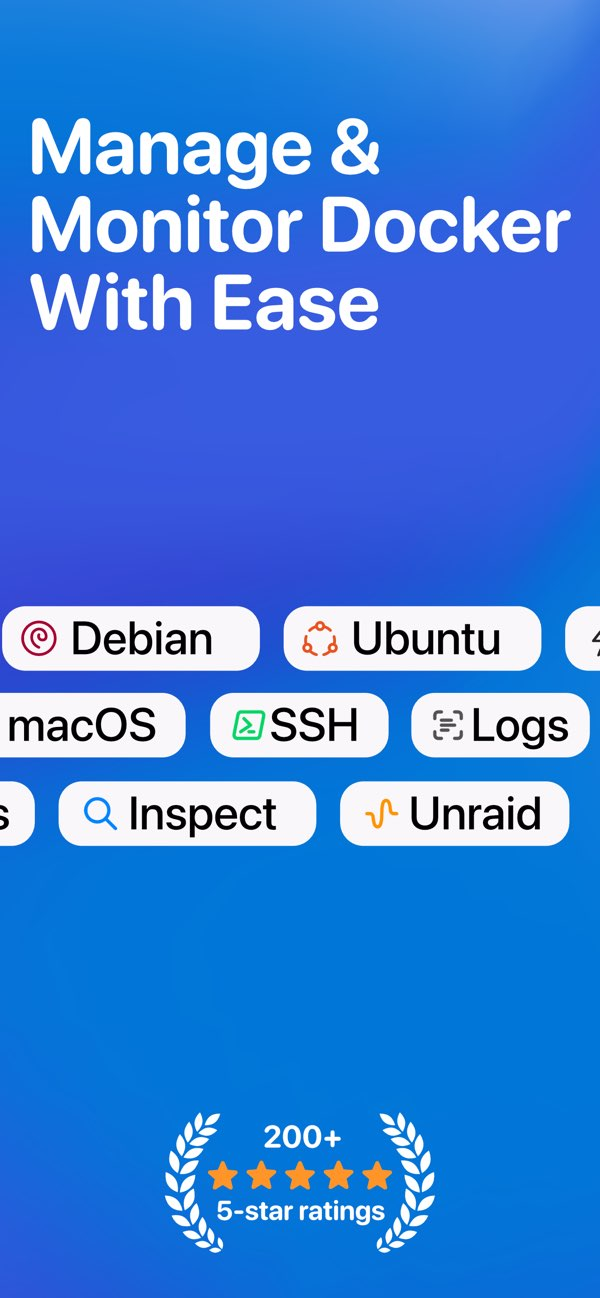 Manage &
Monitor Docker
With Ease
Debian Ubuntu
macOS SSH Logs
s Inspect Unraid
200+
5-star ratings